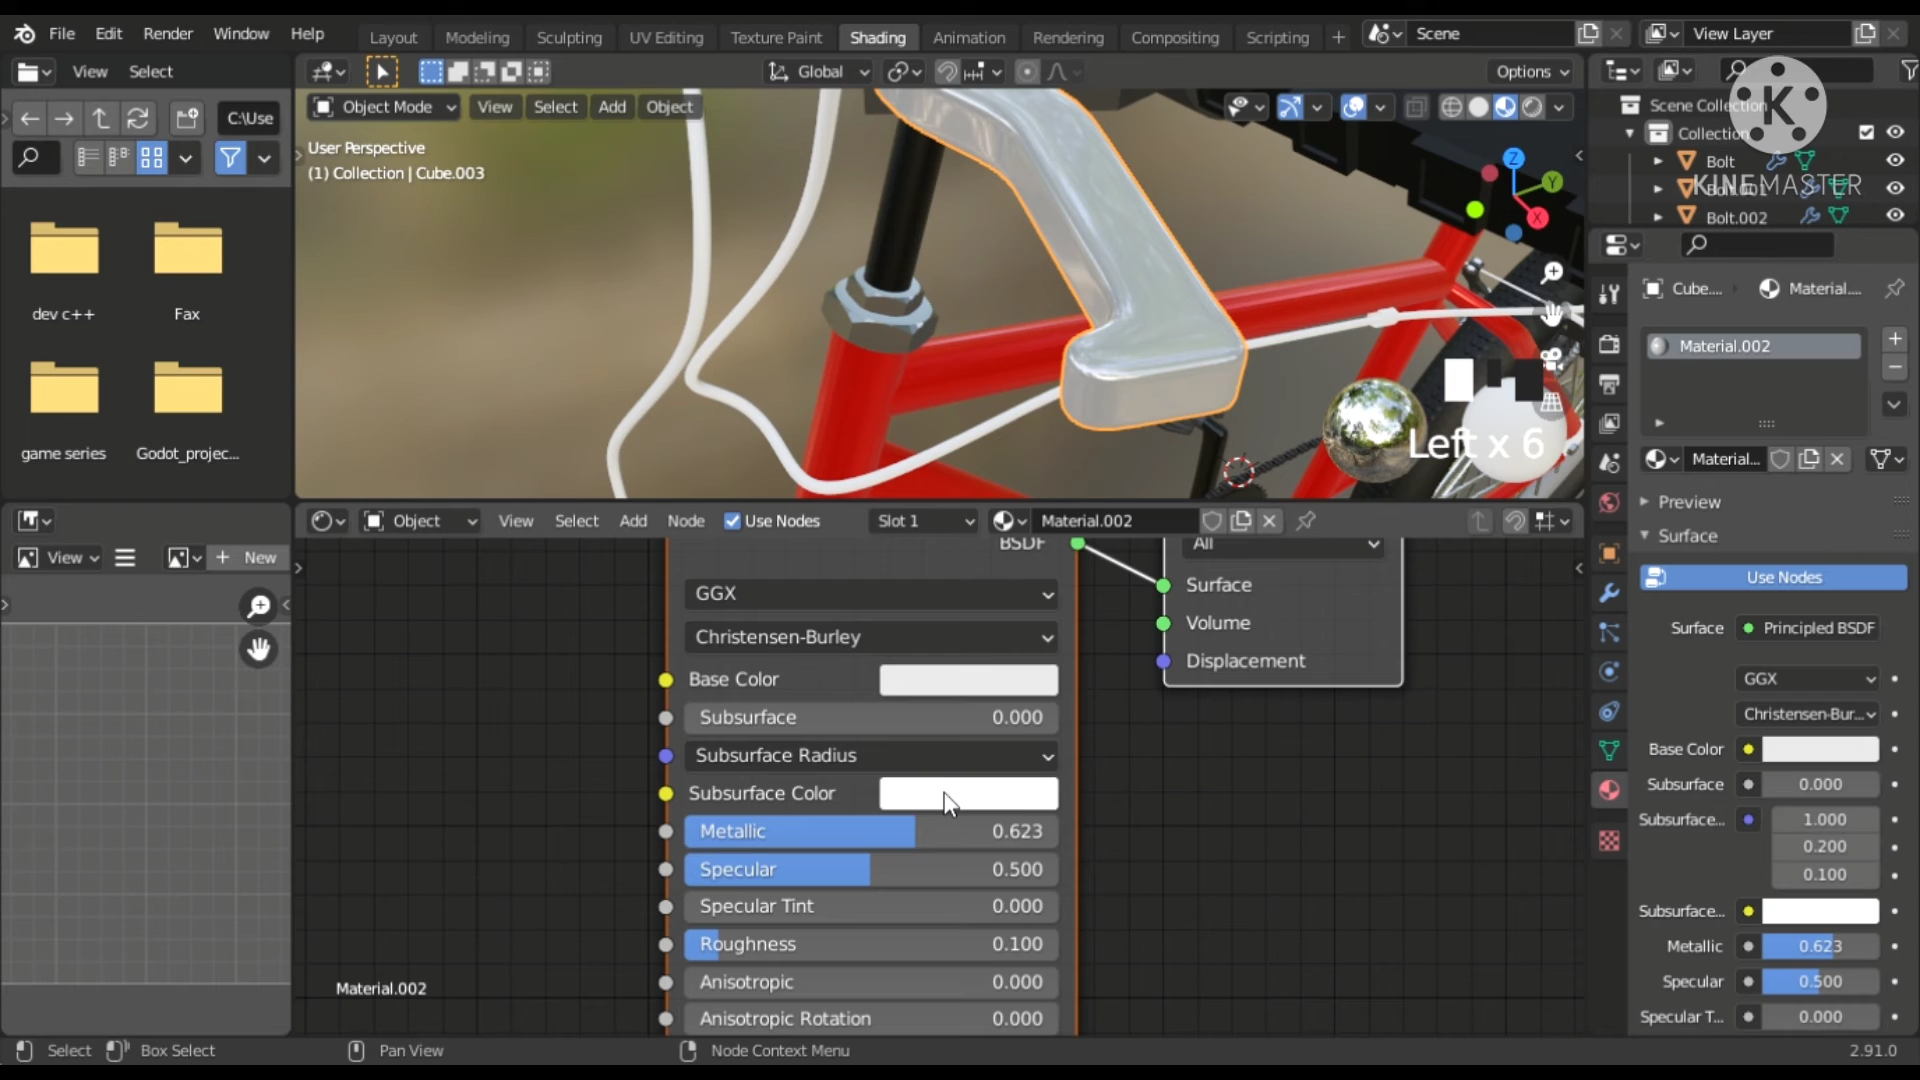 File Edit Render Window Help Layout Modeling Sculpting UV Editing Texture Paint Shading Animation Rendering Compositing Scripting + Scene View Layer
View Select Global Options
C:\Use Object Mode View Select Add Object
Scene Collection
Collection
Bolt
Bolt.002
KINEMASTER
User Perspective
(1) Collection | Cube.003
Z
Y
X
dev c++ Fax
game series Godot_projec...
Left x 6
Cube.... Material....
Material.002
Material...
Preview
Surface
Use Nodes
Surface Principled BSDF
GGX
Christensen-Bur...
Base Color
Subsurface 0.000
Subsurface... 1.000
0.200
0.100
Subsurface...
Metallic 0.623
Specular 0.500
Specular T... 0.000
Object View Select Add Node Use Nodes Slot 1 Material.002
View New
BSDF
GGX
Christensen-Burley
Base Color
Subsurface 0.000
Subsurface Radius
Subsurface Color
Metallic 0.623
Specular 0.500
Specular Tint 0.000
Roughness 0.100
Anisotropic 0.000
Anisotropic Rotation 0.000
All
Surface
Volume
Displacement
Material.002
Select Box Select Pan View Node Context Menu 2.91.0